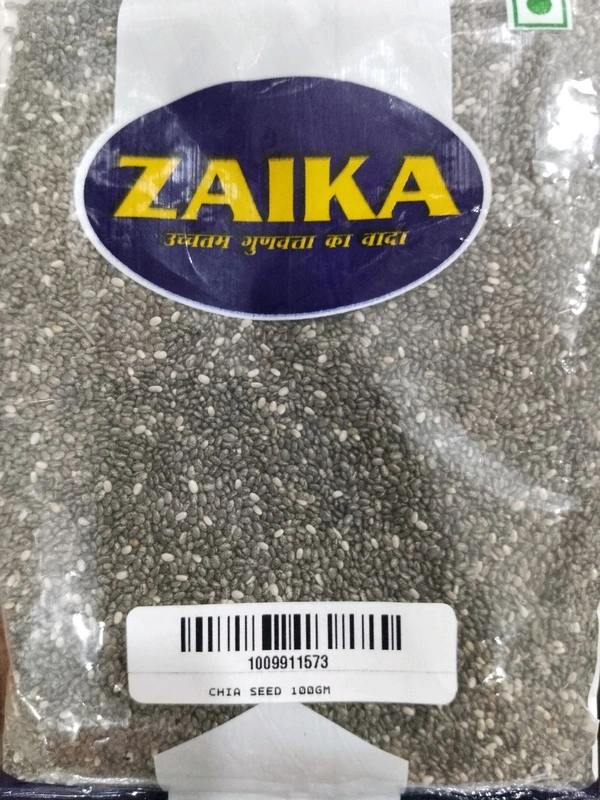 ZAIKA
उच्चतम गुणवत्ता का वादा
1009911573
CHIA SEED 100GM